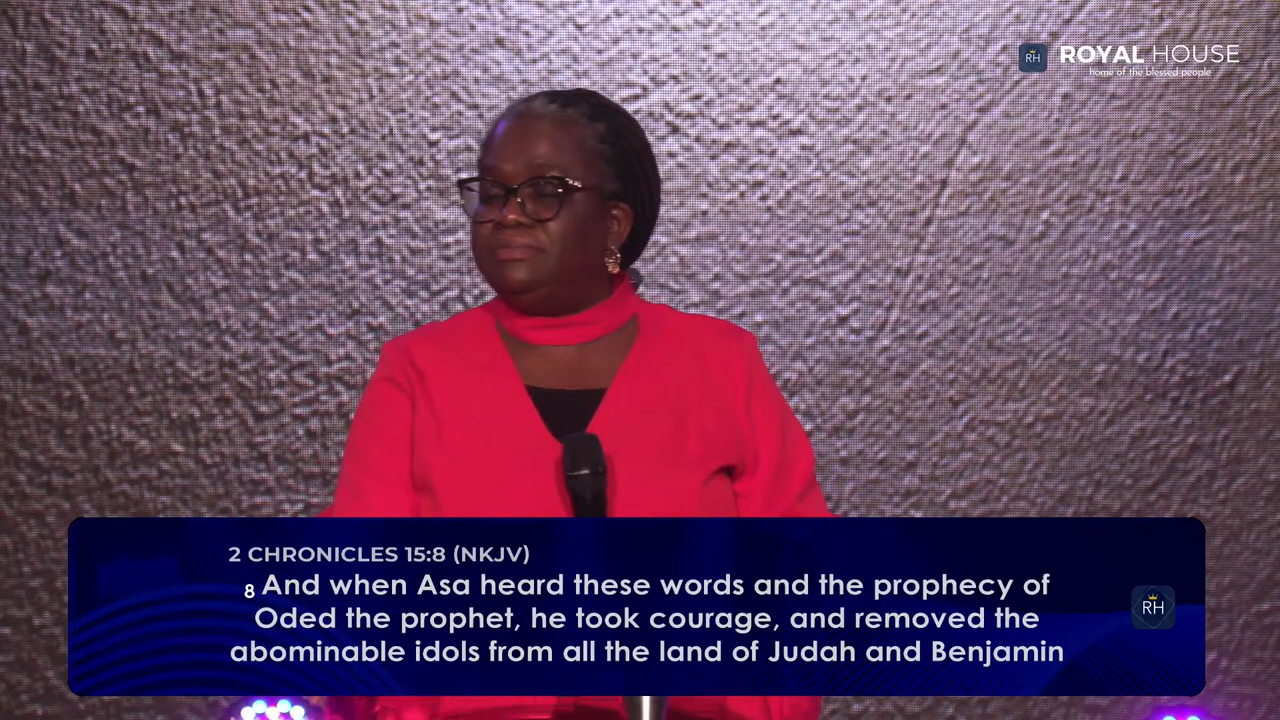 RH ROYAL HOUSE
home of the blessed people
2 CHRONICLES 15:8 (NKJV)
8 And when Asa heard these words and the prophecy of
Oded the prophet, he took courage, and removed the
abominable idols from all the land of Judah and Benjamin
RH